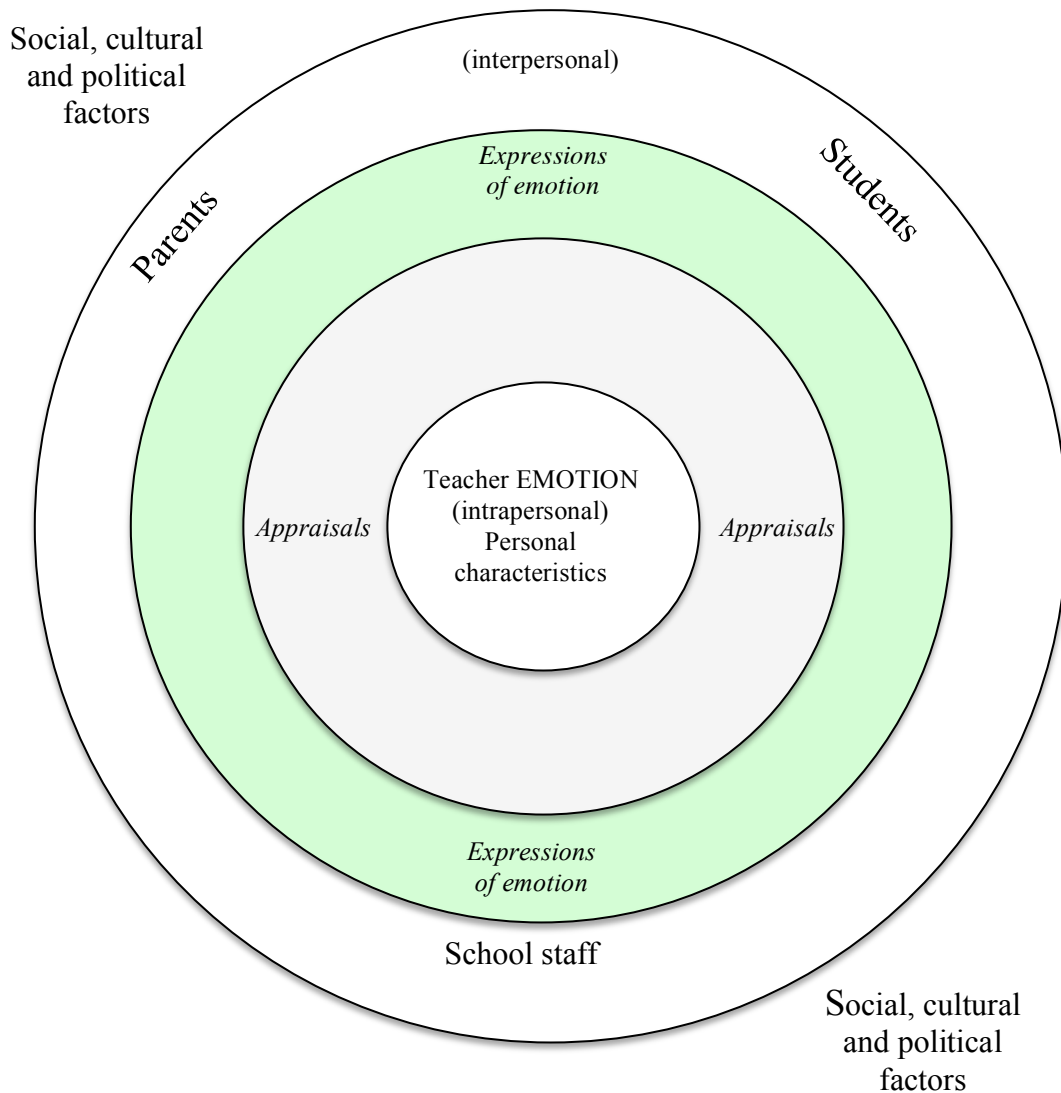 Social, cultural
and political
factors
(interpersonal)
Expressions
of emotion
Students
Parents
Teacher EMOTION
(intrapersonal)
Personal
characteristics
Appraisals
Appraisals
Expressions
of emotion
School staff
Social, cultural
and political
factors